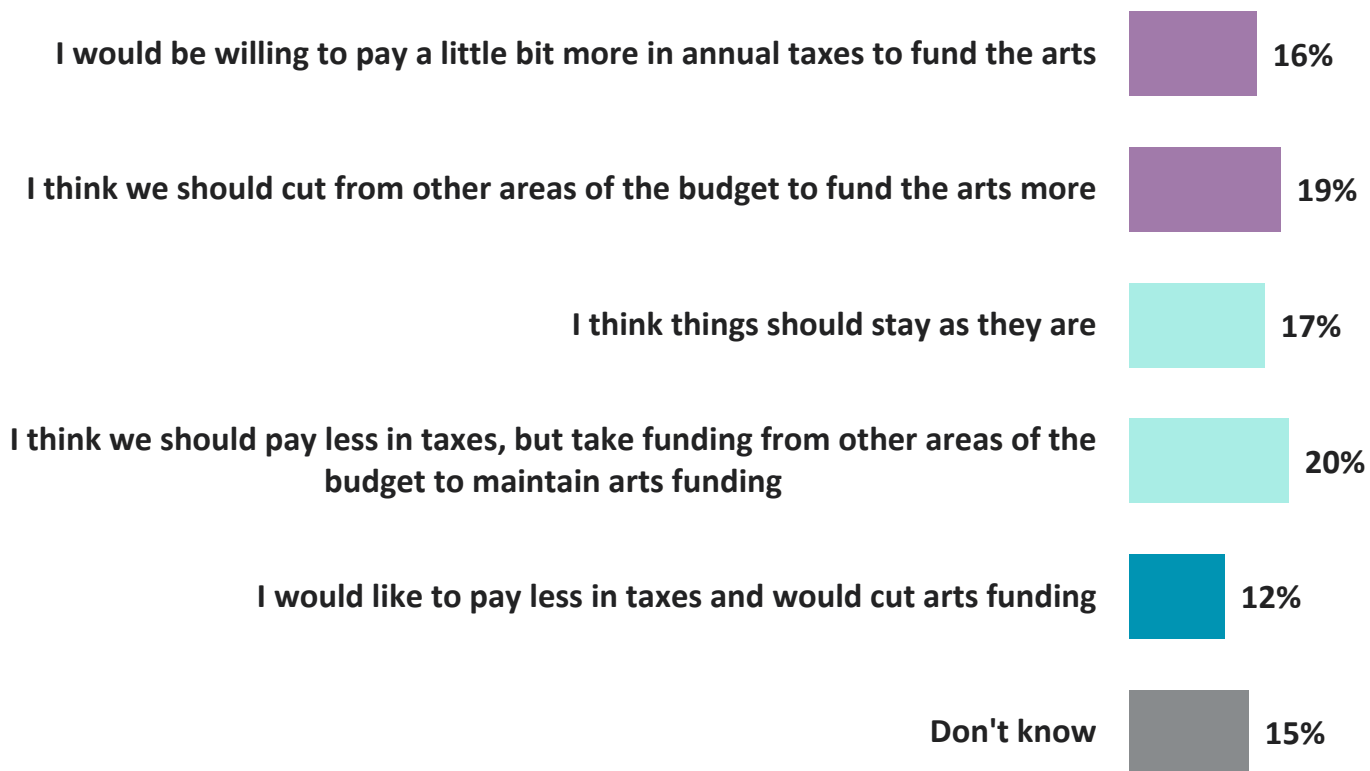 I would be willing to pay a little bit more in annual taxes to fund the arts
16%
I think we should cut from other areas of the budget to fund the arts more
19%
I think things should stay as they are
17%
I think we should pay less in taxes, but take funding from other areas of the
budget to maintain arts funding
20%
I would like to pay less in taxes and would cut arts funding
12%
Don't know
15%